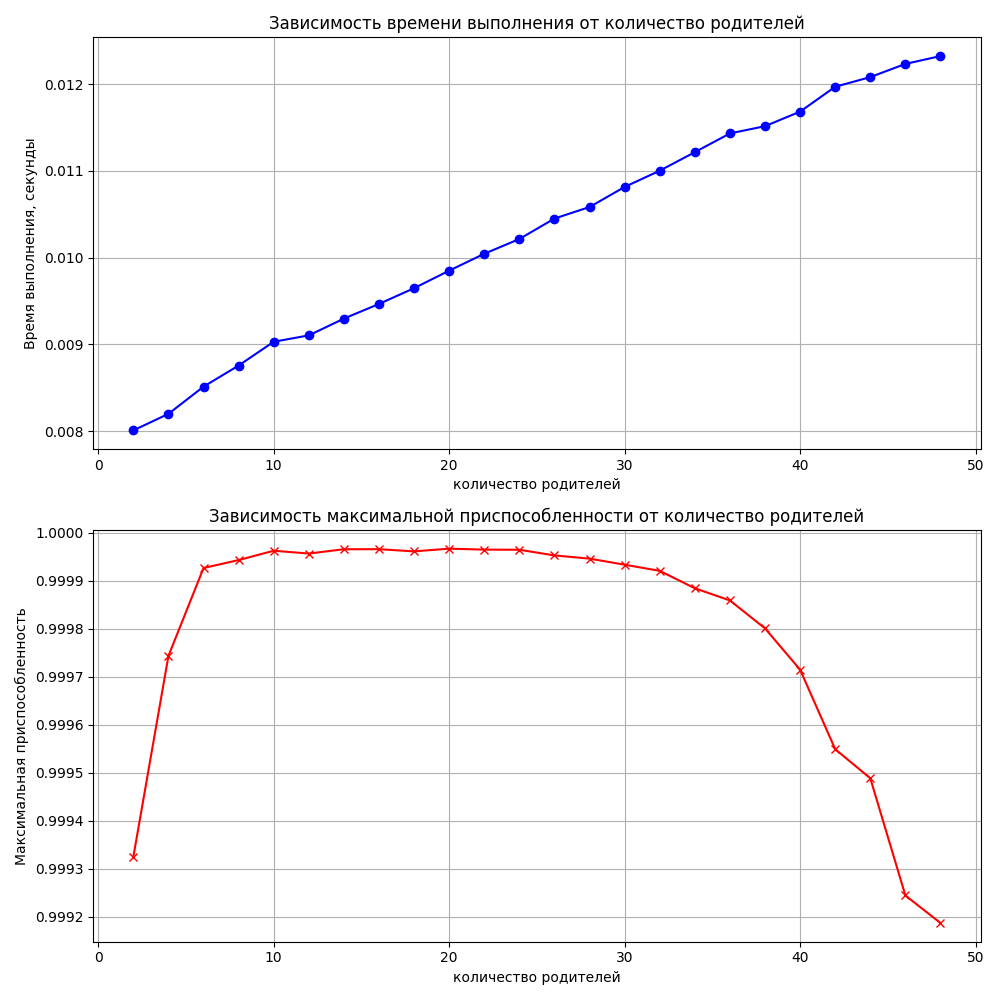 Зависимость времени выполнения от количество родителей
0.012
0.011
0.010
0.009
0.008
Время выполнения, секунды
0 10 20 30 40 50
количество родителей
Зависимость максимальной приспособленности от количество родителей
1.0000
0.9999
0.9998
0.9997
0.9996
0.9995
0.9994
0.9993
0.9992
Максимальная приспособленность
0 10 20 30 40 50
количество родителей